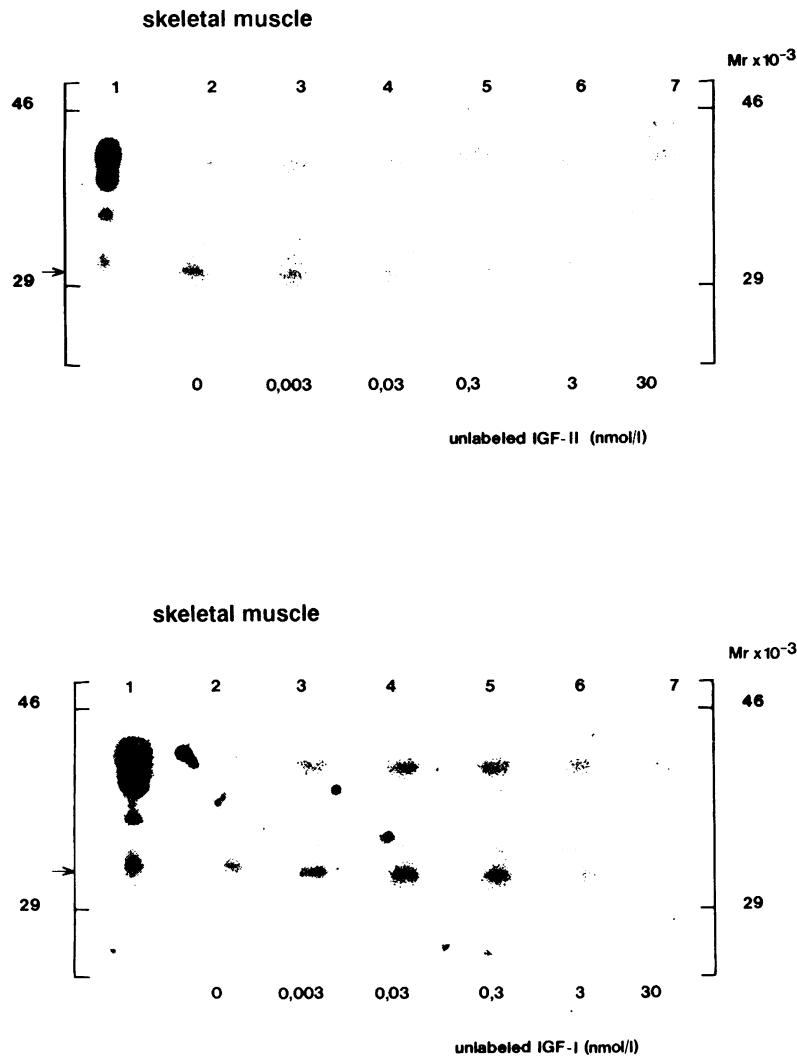 skeletal muscle
Mr x10⁻³
1 2 3 4 5 6 7
46 46
29 29
0 0,003 0,03 0,3 3 30
unlabeled IGF-II (nmol/l)
skeletal muscle
Mr x10⁻³
1 2 3 4 5 6 7
46 46
29 29
0 0,003 0,03 0,3 3 30
unlabeled IGF-I (nmol/l)